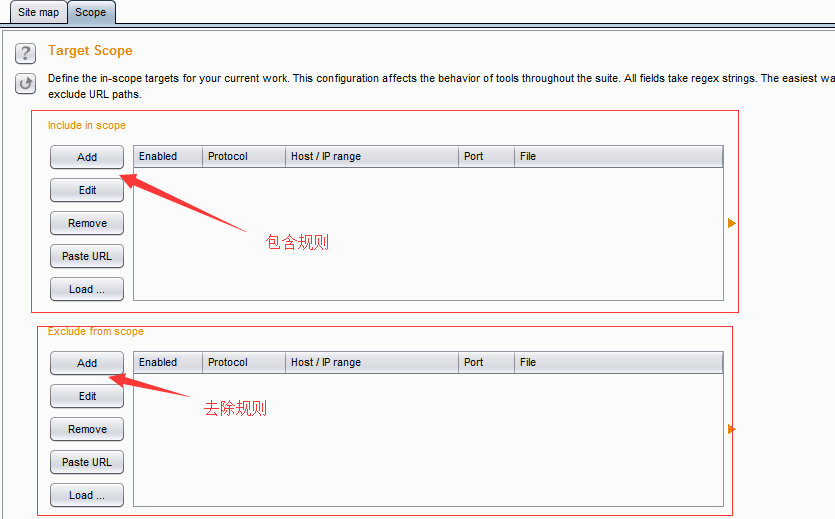 Site map Scope
Target Scope
Define the in-scope targets for your current work. This configuration affects the behavior of tools throughout the suite. All fields take regex strings. The easiest wa
exclude URL paths.
Include in scope
Add Enabled Protocol Host / IP range Port File
Edit
Remove
包含规则
Paste URL
Load ...
Exclude from scope
Add Enabled Protocol Host / IP range Port File
Edit
去除规则
Remove
Paste URL
Load ...